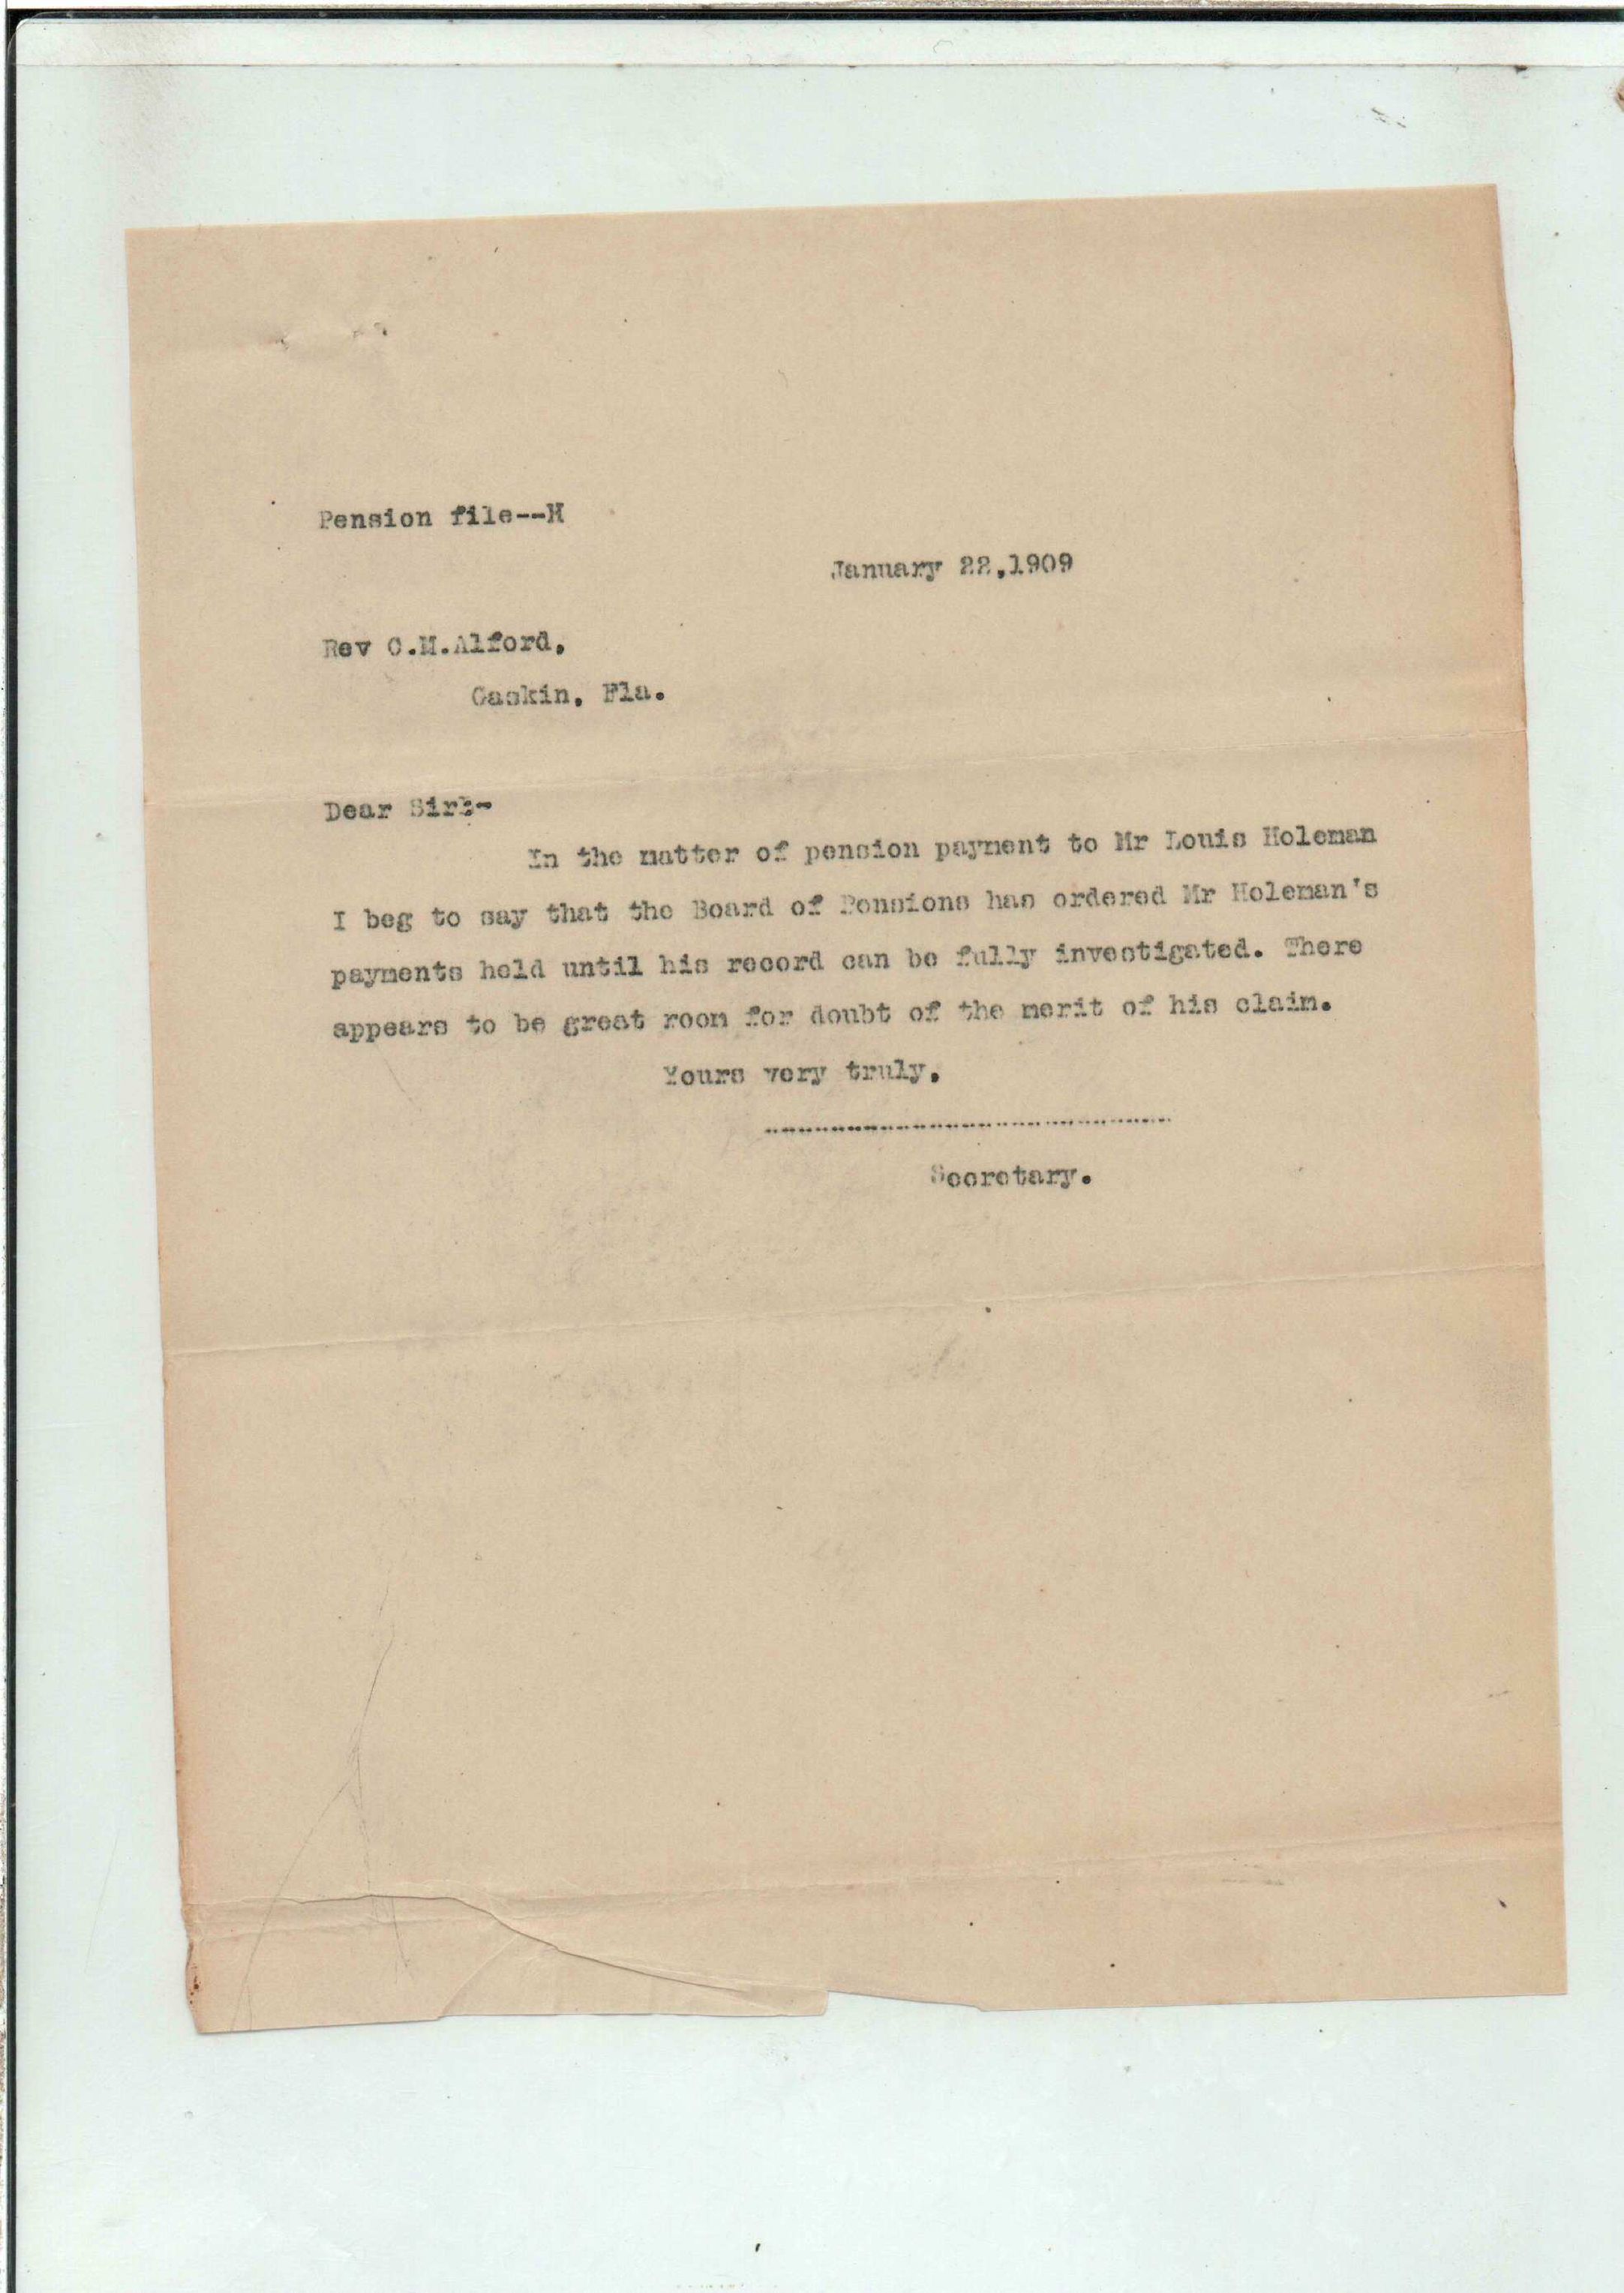 Pension file--H
January 22,1909
Rev C.M.Alford,
Gaskin, Fla.
Dear Sir:-
In the matter of pension payment to Mr Louis Holeman
I beg to say that the Board of Pensions has ordered Mr Holeman's
payments held until his record can be fully investigated. There
appears to be great room for doubt of the merit of his claim.
Yours very truly,
Secretary.